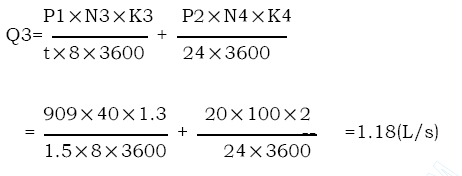 Q3= P1×N3×K3 / t×8×3600 + P2×N4×K4 / 24×3600
= 909×40×1.3 / 1.5×8×3600 + 20×100×2 / 24×3600 =1.18(L/s)